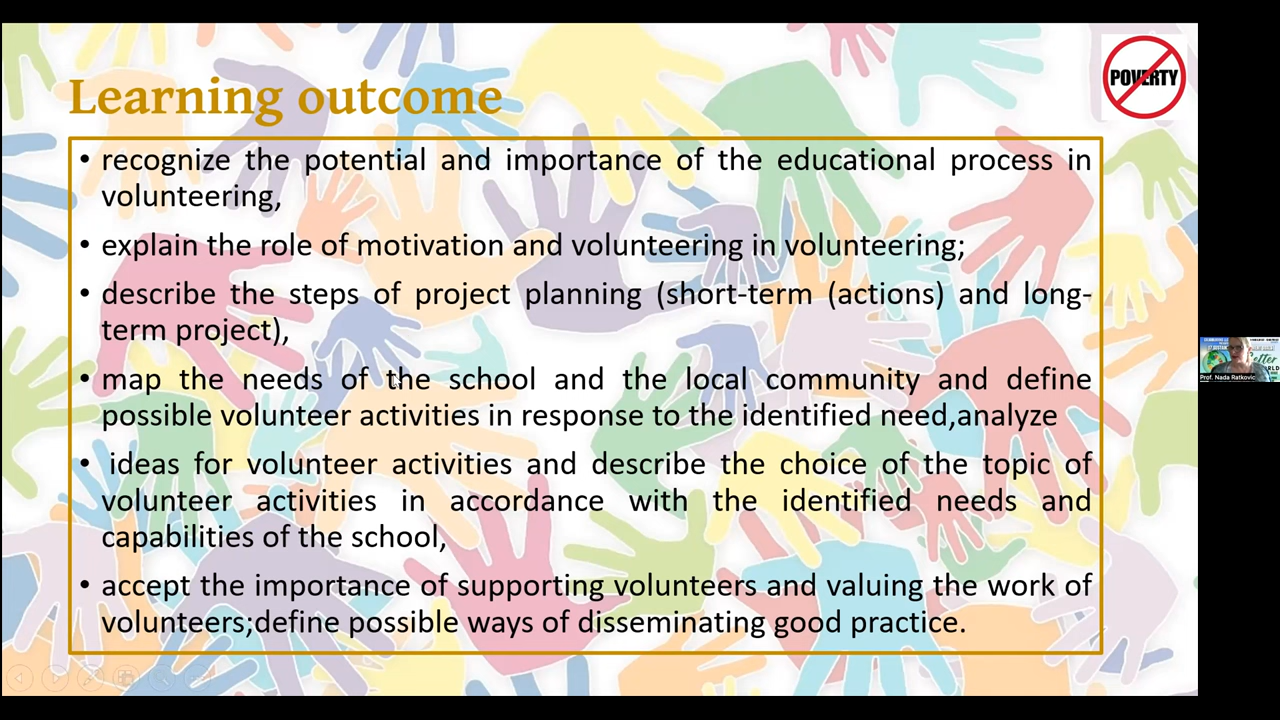 Learning outcome
POVERTY
• recognize the potential and importance of the educational process in
volunteering,
• explain the role of motivation and volunteering in volunteering;
• describe the steps of project planning (short-term (actions) and long-
term project),
• map the needs of the school and the local community and define
possible volunteer activities in response to the identified need,analyze
• ideas for volunteer activities and describe the choice of the topic of
volunteer activities in accordance with the identified needs and
capabilities of the school,
• accept the importance of supporting volunteers and valuing the work of
volunteers;define possible ways of disseminating good practice.
Prof. Nada Ratkovic